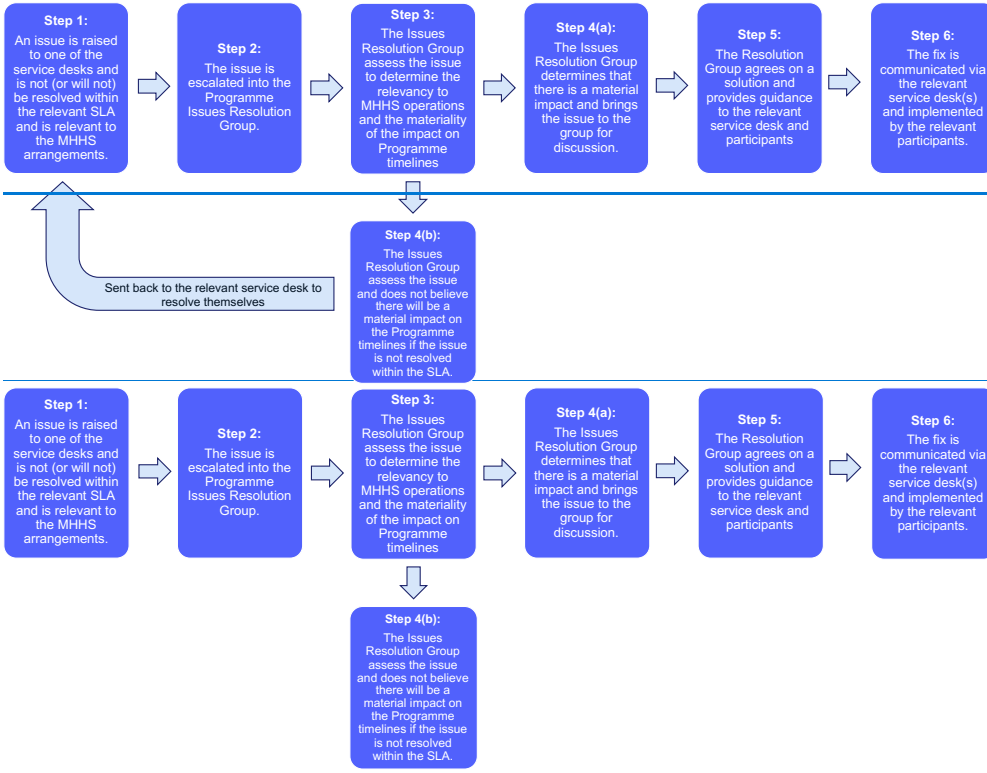 Step 1:
An issue is raised
to one of the
service desks and
is not (or will not)
be resolved within
the relevant SLA
and is relevant to
the MHHS
arrangements.
Step 2:
The issue is
escalated into the
Programme
Issues Resolution
Group.
Step 3:
The Issues
Resolution Group
assess the issue
to determine the
relevancy to
MHHS operations
and the materiality
of the impact on
Programme
timelines
Step 4(a):
The Issues
Resolution Group
determines that
there is a material
impact and brings
the issue to the
group for
discussion.
Step 5:
The Resolution
Group agrees on a
solution and
provides guidance
to the relevant
service desk and
participants
Step 6:
The fix is
communicated via
the relevant
service desk(s)
and implemented
by the relevant
participants.
Step 4(b):
The Issues
Resolution Group
assess the issue
and does not believe
there will be a
material impact on
the Programme
timelines if the issue
is not resolved
within the SLA.
Sent back to the relevant service desk to
resolve themselves
Step 1:
An issue is raised
to one of the
service desks and
is not (or will not)
be resolved within
the relevant SLA
and is relevant to
the MHHS
arrangements.
Step 2:
The issue is
escalated into the
Programme
Issues Resolution
Group.
Step 3:
The Issues
Resolution Group
assess the issue
to determine the
relevancy to
MHHS operations
and the materiality
of the impact on
Programme
timelines
Step 4(a):
The Issues
Resolution Group
determines that
there is a material
impact and brings
the issue to the
group for
discussion.
Step 5:
The Resolution
Group agrees on a
solution and
provides guidance
to the relevant
service desk and
participants
Step 6:
The fix is
communicated via
the relevant
service desk(s)
and implemented
by the relevant
participants.
Step 4(b):
The Issues
Resolution Group
assess the issue
and does not believe
there will be a
material impact on
the Programme
timelines if the issue
is not resolved
within the SLA.